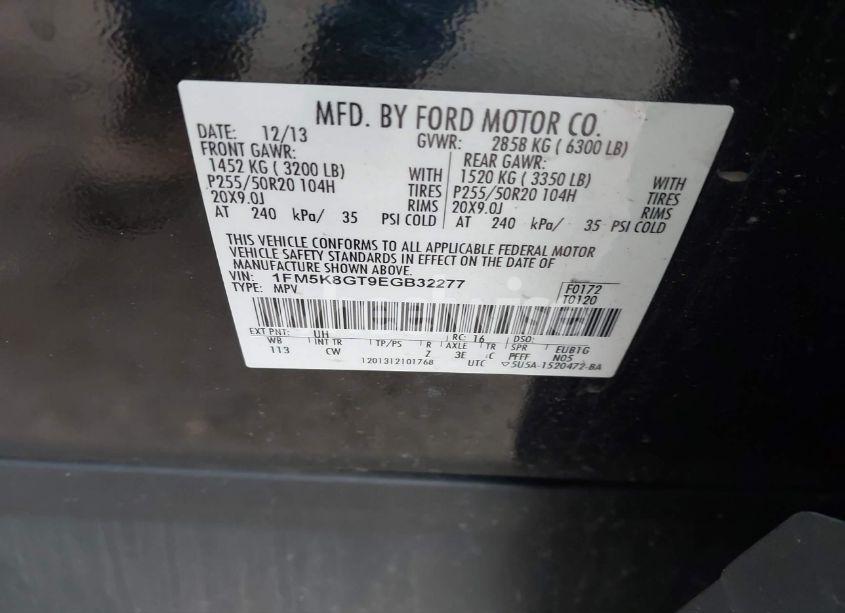 MFD. BY FORD MOTOR CO.
DATE: 12/13 GVWR: 2858 KG ( 6300 LB)
FRONT GAWR: REAR GAWR:
1452 KG ( 3200 LB) WITH 1520 KG ( 3350 LB) WITH
P255/50R20 104H TIRES P255/50R20 104H TIRES
20X9.0J RIMS 20X9.0J RIMS
AT 240 kPa/ 35 PSI COLD AT 240 kPa/ 35 PSI COLD
THIS VEHICLE CONFORMS TO ALL APPLICABLE FEDERAL MOTOR
VEHICLE SAFETY STANDARDS IN EFFECT ON THE DATE OF
MANUFACTURE SHOWN ABOVE.
VIN: 1FM5K8GT9EGB32277 F0172
TYPE: MPV T0120
EXT PNT: UH RC: 16 DSO:
WB INT TR TP/PS R AXLE TR SPR EUB1G
113 CW Z 3E C PFFF N05
1201312101768 UTC ▽5U5A-1520472-BA